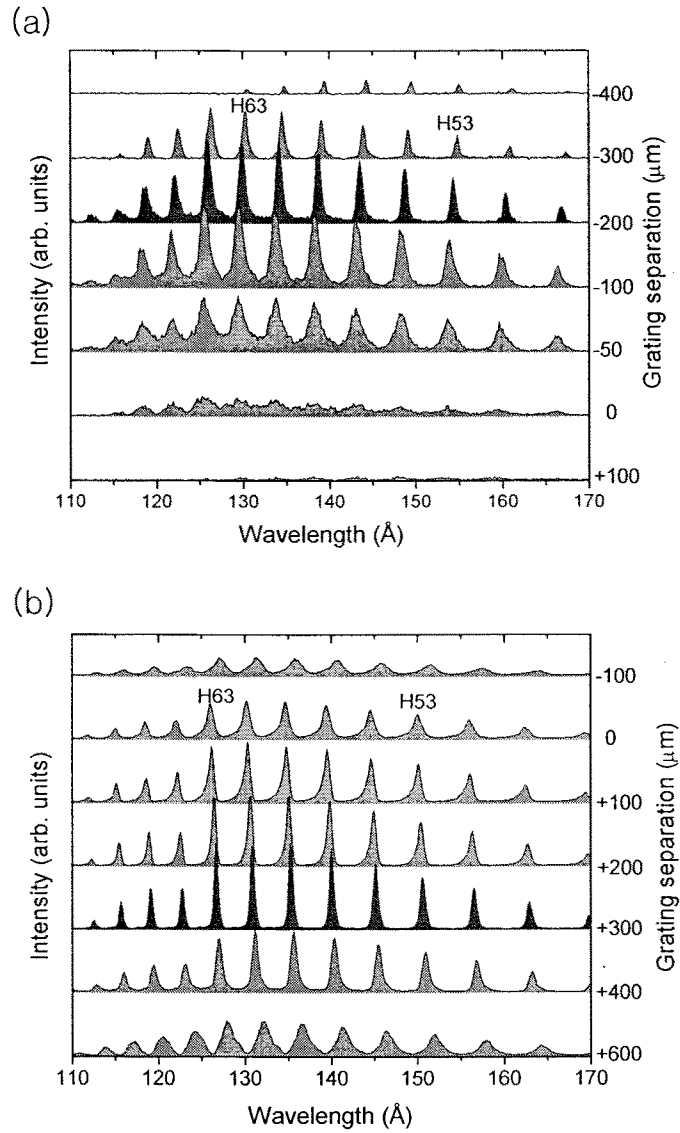 (a)
H63
H53
-400
-300
-200
-100
-50
0
+100
Intensity (arb. units)
Grating separation (μm)
110 120 130 140 150 160 170
Wavelength (Å)
(b)
H63
H53
-100
0
+100
+200
+300
+400
+600
Intensity (arb. units)
Grating separation (μm)
110 120 130 140 150 160 170
Wavelength (Å)